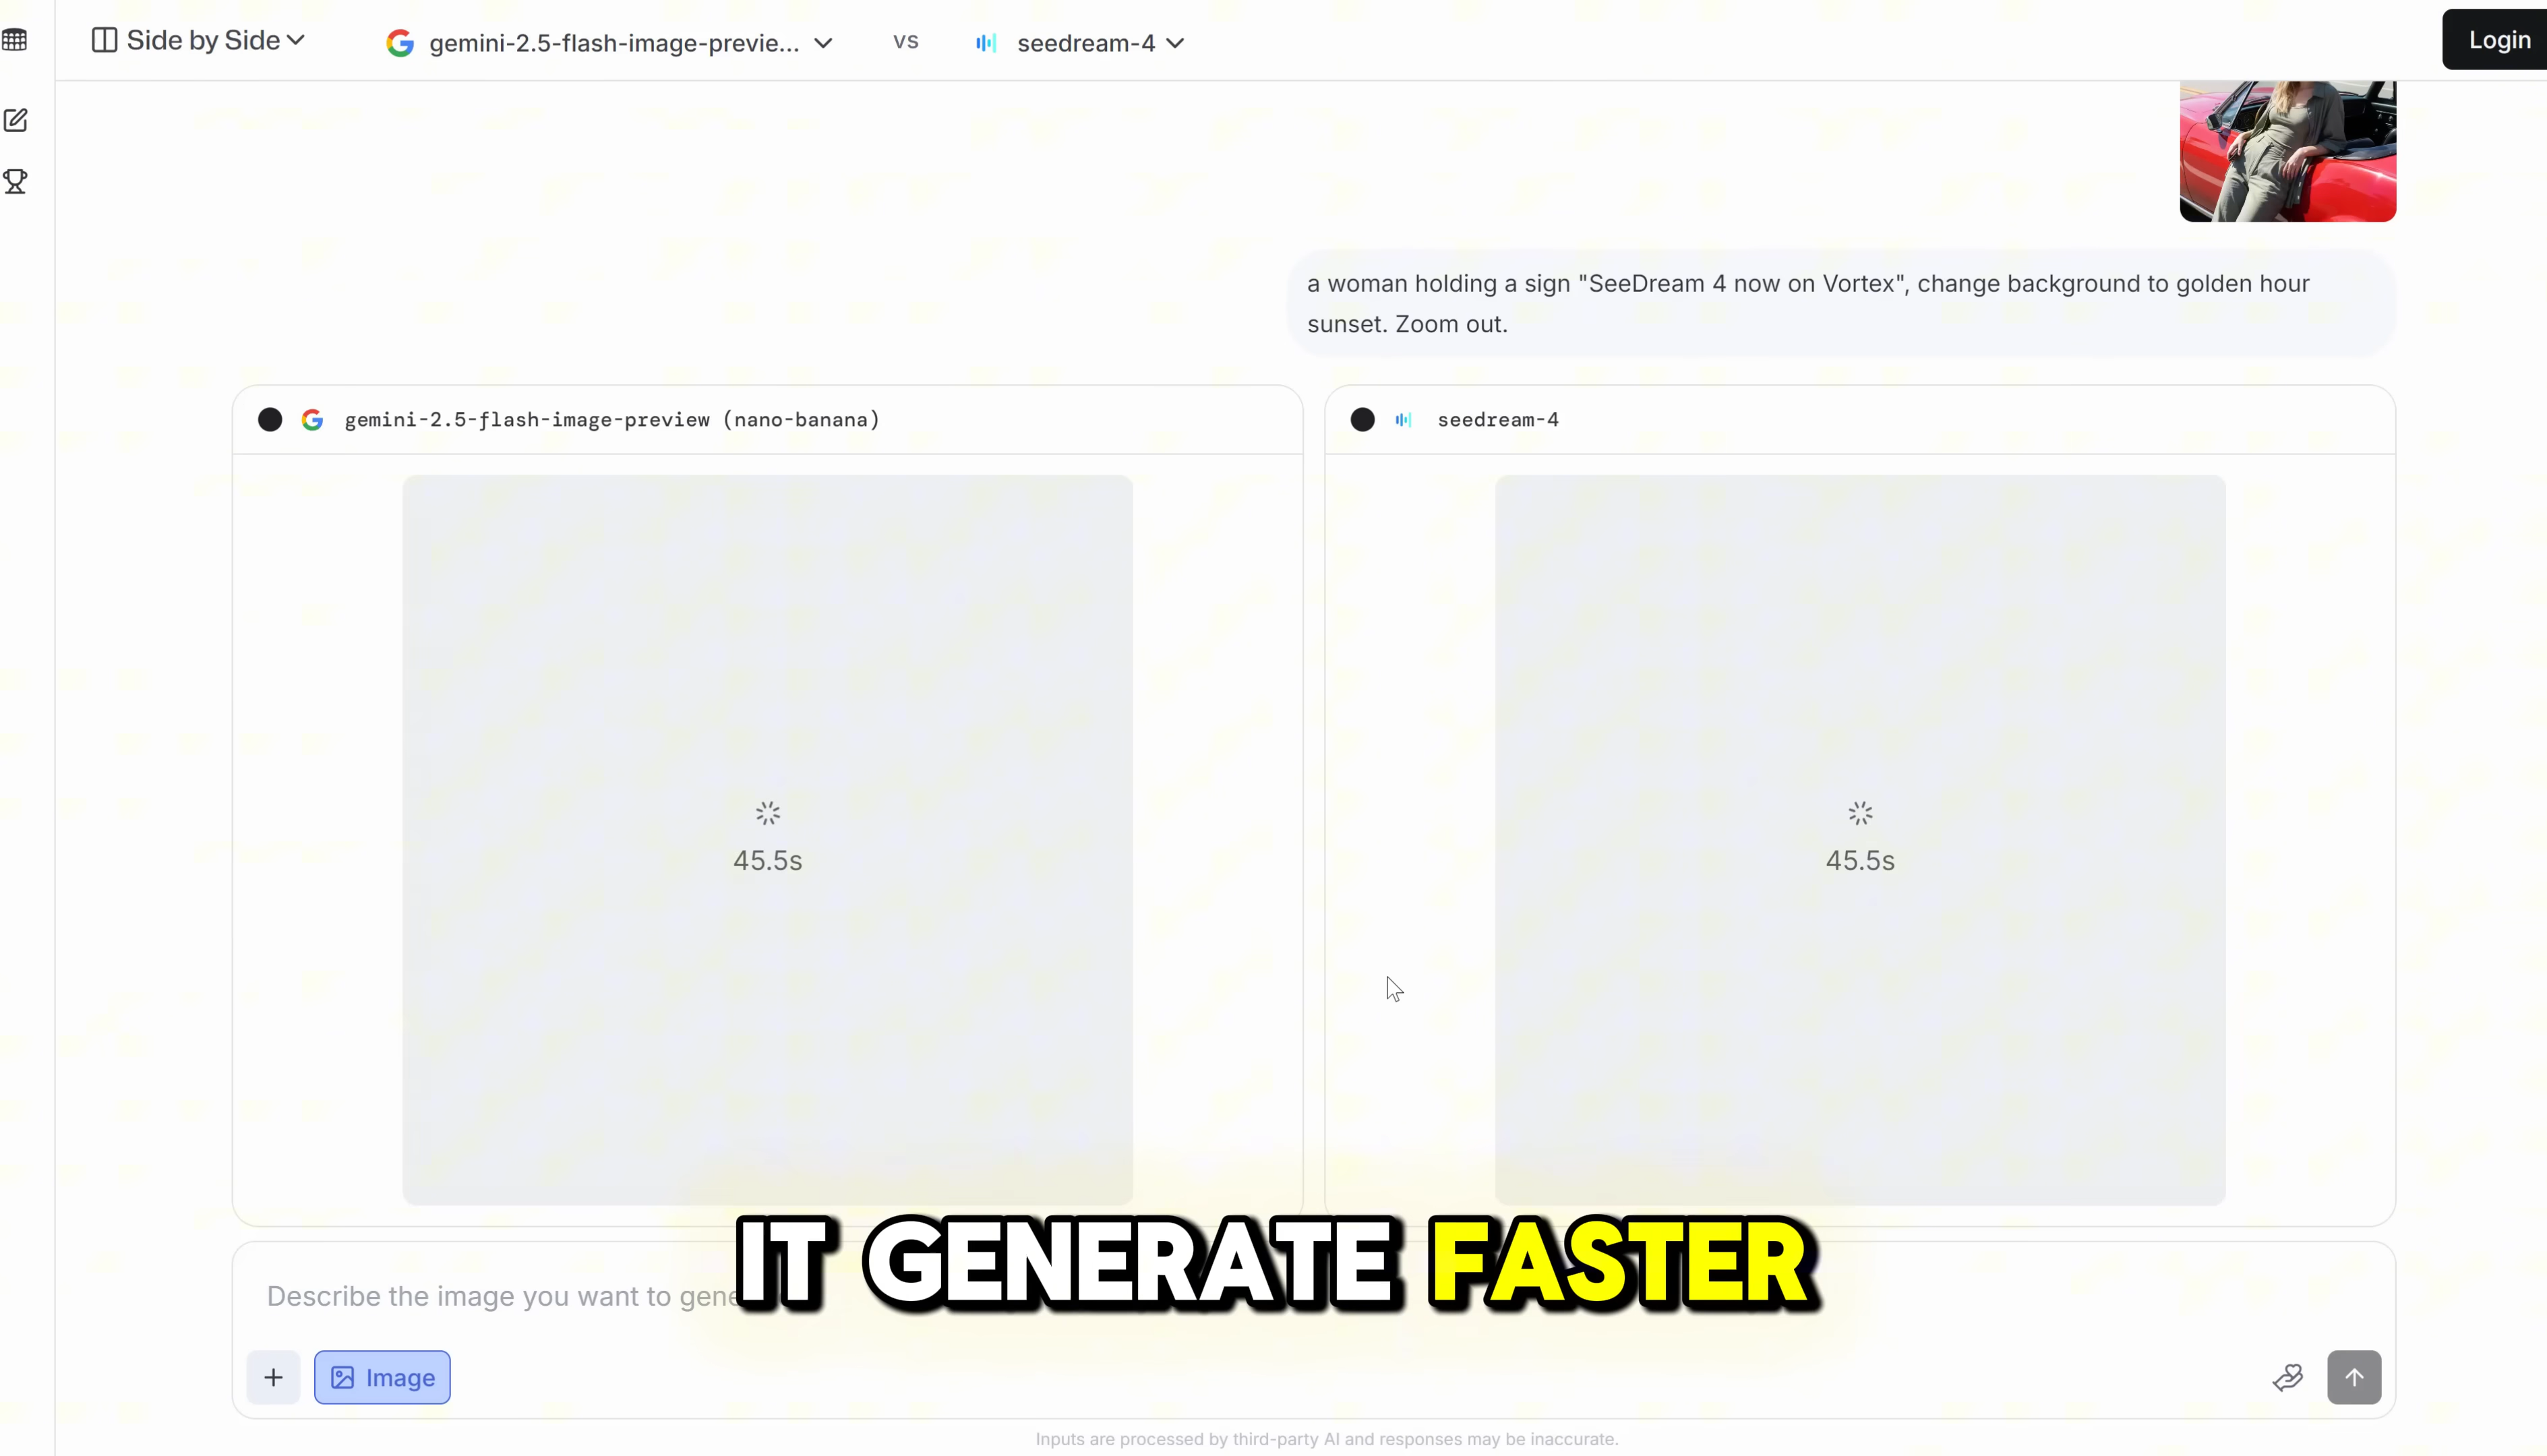 Side by Side
gemini-2.5-flash-image-previe...
VS
seedream-4
Login
a woman holding a sign "SeeDream 4 now on Vortex", change background to golden hour
sunset. Zoom out.
gemini-2.5-flash-image-preview (nano-banana)
seedream-4
45.5s
45.5s
IT GENERATE FASTER
Describe the image you want to gene
Image
Inputs are processed by third-party AI and responses may be inaccurate.